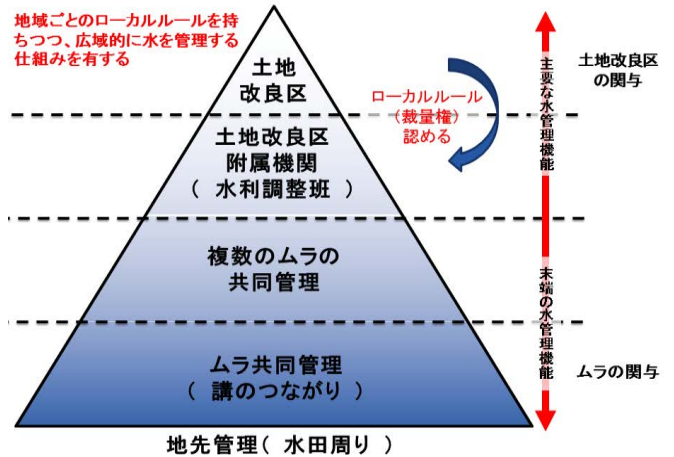 地域ごとのローカルルールを持
ちつつ、広域的に水を管理する
仕組みを有する
土地
改良区
土地改良区
附属機関
（ 水利調整班 ）
複数のムラの
共同管理
ムラ共同管理
（ 講のつながり ）
地先管理（ 水田周り ）
ローカルルール
（裁量権）
認める
主要な水管理機能
末端の水管理機能
土地改良区
の関与
ムラの関与